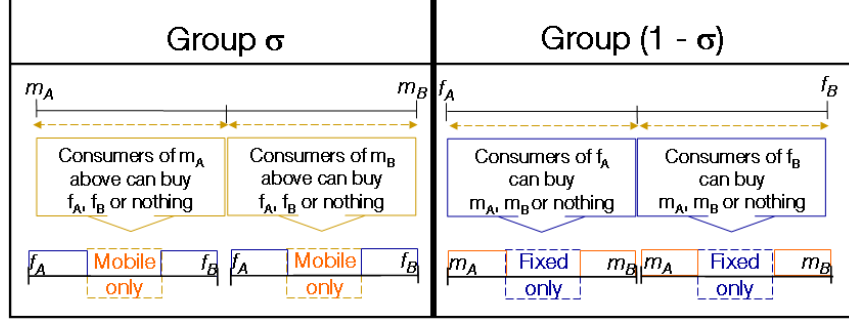 Group σ
Group (1 - σ)
m_A
m_B
f_A
f_B
Consumers of m_A
above can buy
f_A, f_B or nothing
Consumers of m_B
above can buy
f_A, f_B or nothing
Consumers of f_A
can buy
m_A, m_B or nothing
Consumers of f_B
can buy
m_A, m_B or nothing
f_A Mobile f_B
only
f_A Mobile f_B
only
m_A Fixed m_B
only
m_A Fixed m_B
only